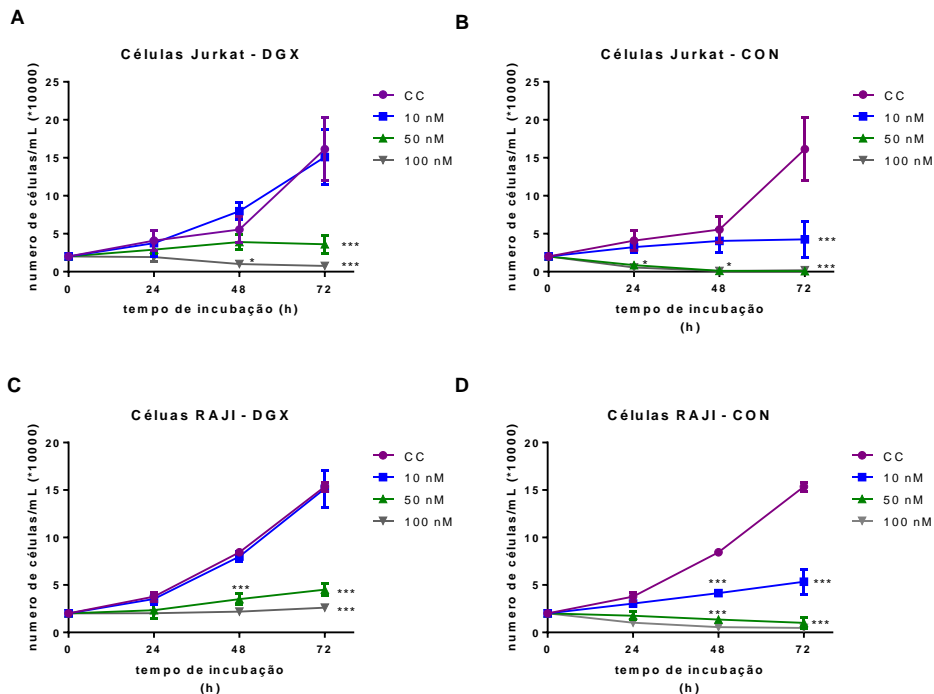 A
Células Jurkat - DGX
numero de células/mL (*10000)
25
20
15
10
5
0
0 24 48 72
tempo de incubação (h)
CC
10 nM
50 nM
100 nM
***
*
***
B
Células Jurkat - CON
numero de células/mL (*10000)
25
20
15
10
5
0
0 24 48 72
tempo de incubação
(h)
CC
10 nM
50 nM
100 nM
***
* *
***
C
Céluas RAJI - DGX
numero de células/mL (*10000)
20
15
10
5
0
0 24 48 72
tempo de incubação
(h)
CC
10 nM
50 nM
100 nM
***
***
***
D
Células RAJI - CON
numero de células/mL (*10000)
20
15
10
5
0
0 24 48 72
tempo de incubação
(h)
CC
10 nM
50 nM
100 nM
***
***
***
***